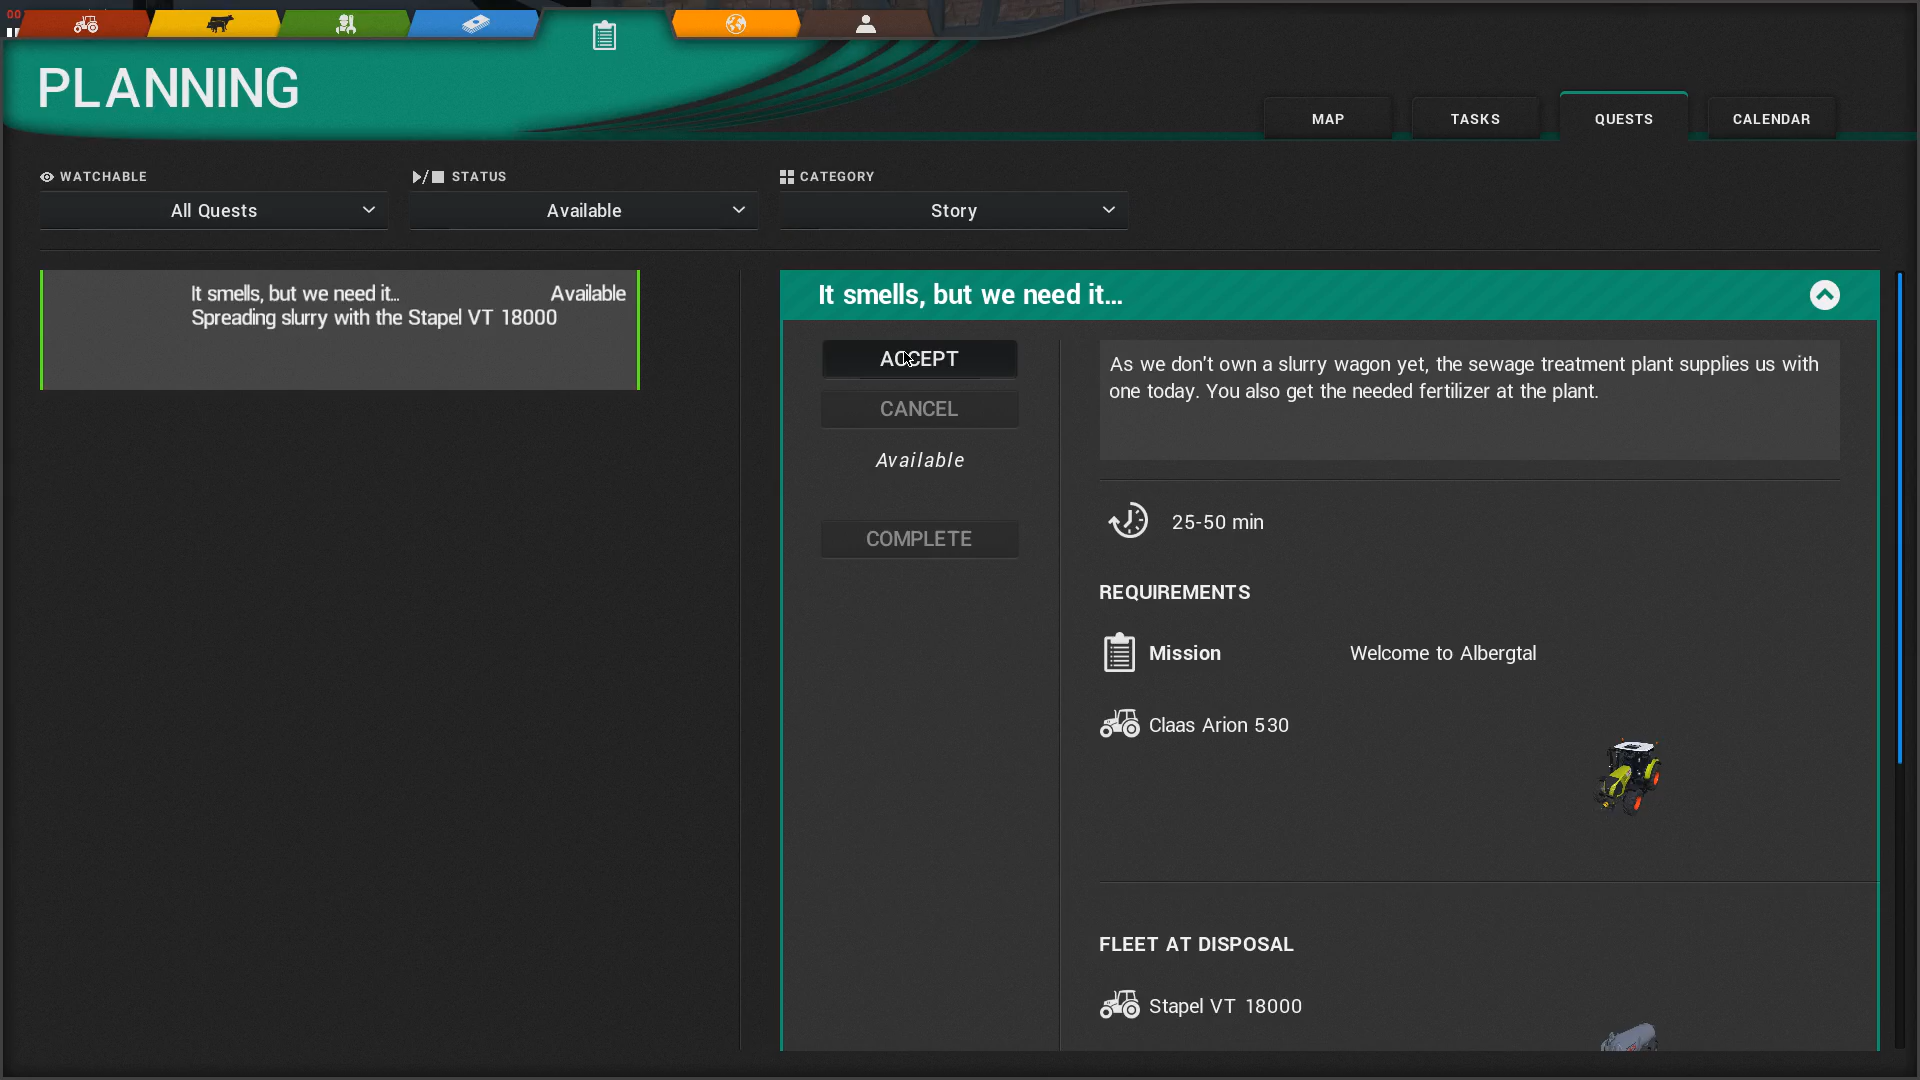 00
PLANNING
MAP
TASKS
QUESTS
CALENDAR
WATCHABLE
STATUS
CATEGORY
All Quests
Available
Story
It smells, but we need it... Available
Spreading slurry with the Stapel VT 18000
It smells, but we need it...
ACCEPT
CANCEL
Available
COMPLETE
As we don't own a slurry wagon yet, the sewage treatment plant supplies us with
one today. You also get the needed fertilizer at the plant.
25-50 min
REQUIREMENTS
Mission Welcome to Albergtal
Claas Arion 530
FLEET AT DISPOSAL
Stapel VT 18000